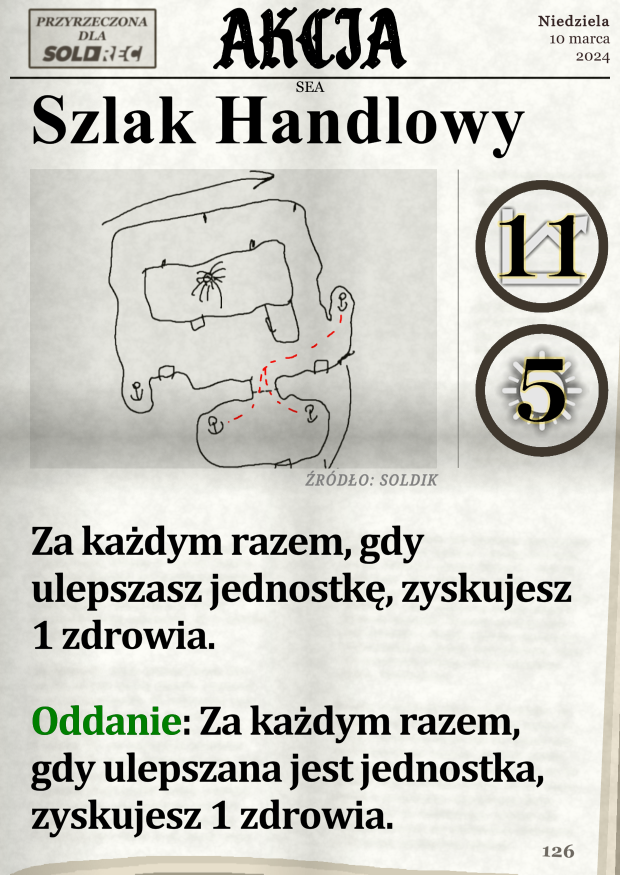 PRZYRZECZONA
DLA
SOLDREC
AKCJA
Niedziela
10 marca
2024
SEA
Szlak Handlowy
11
5
ŹRÓDŁO: SOLDIK
Za każdym razem, gdy
ulepszasz jednostkę, zyskujesz
1 zdrowia.
Oddanie: Za każdym razem,
gdy ulepszana jest jednostka,
zyskujesz 1 zdrowia.
126